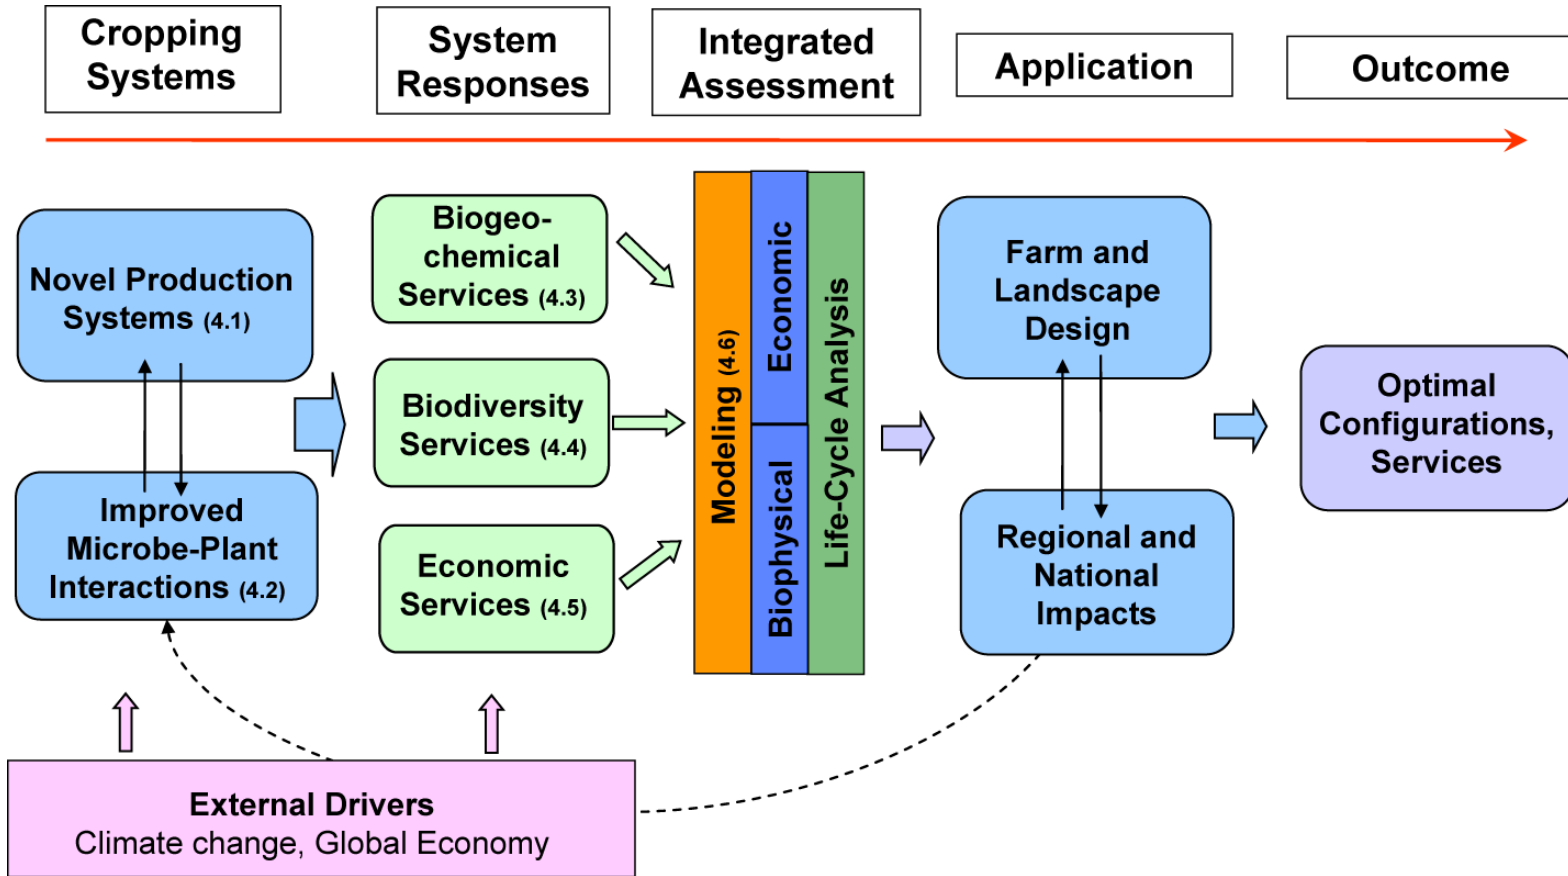 Cropping
Systems
System
Responses
Integrated
Assessment
Application
Outcome
Novel Production
Systems (4.1)
Improved
Microbe-Plant
Interactions (4.2)
Biogeo-
chemical
Services (4.3)
Biodiversity
Services (4.4)
Economic
Services (4.5)
Modeling (4.6)
Economic
Biophysical
Life-Cycle Analysis
Farm and
Landscape
Design
Regional and
National
Impacts
Optimal
Configurations,
Services
External Drivers
Climate change, Global Economy